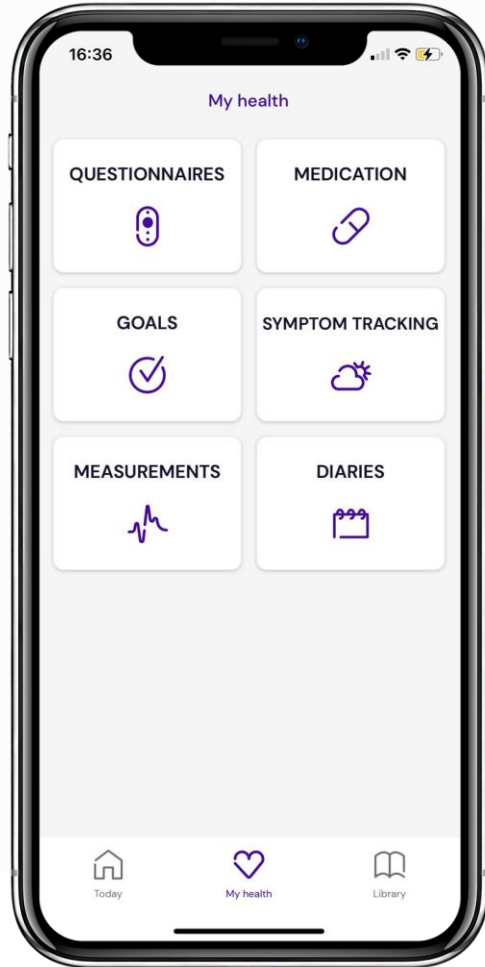 16:36
My health
QUESTIONNAIRES
MEDICATION
GOALS
SYMPTOM TRACKING
MEASUREMENTS
DIARIES
Today
My health
Library